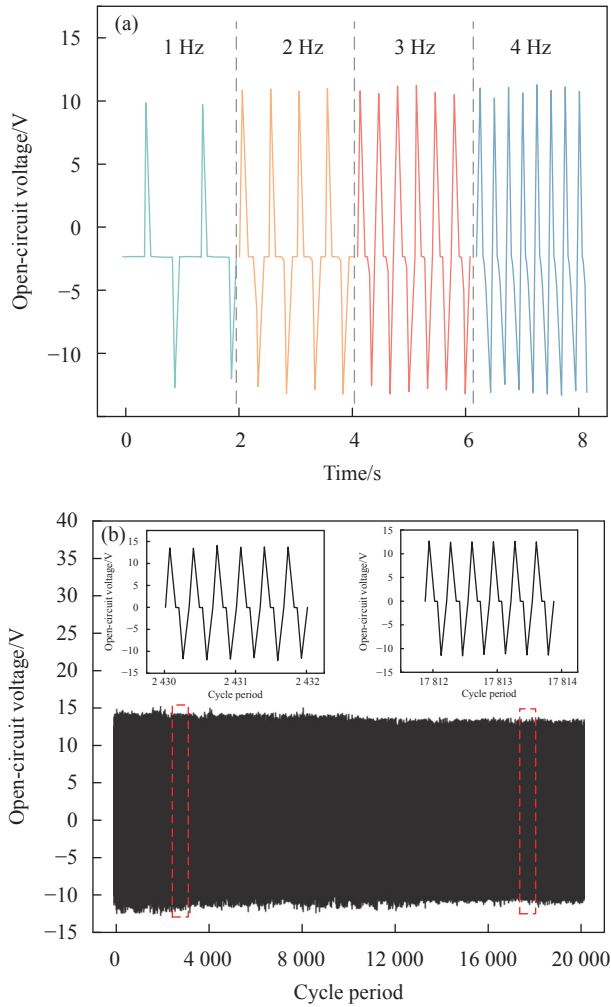 (a)
1 Hz 2 Hz 3 Hz 4 Hz
15
10
5
0
−5
−10
Open-circuit voltage/V
0 2 4 6 8
Time/s
(b)
40
35
30
25
20
15
10
5
0
−5
−10
−15
Open-circuit voltage/V
15
10
5
0
−5
−10
−15
Open-circuit voltage/V
2 430 2 431 2 432
Cycle period
15
10
5
0
−5
−10
−15
Open-circuit voltage/V
17 812 17 813 17 814
Cycle period
0 4 000 8 000 12 000 16 000 20 000
Cycle period